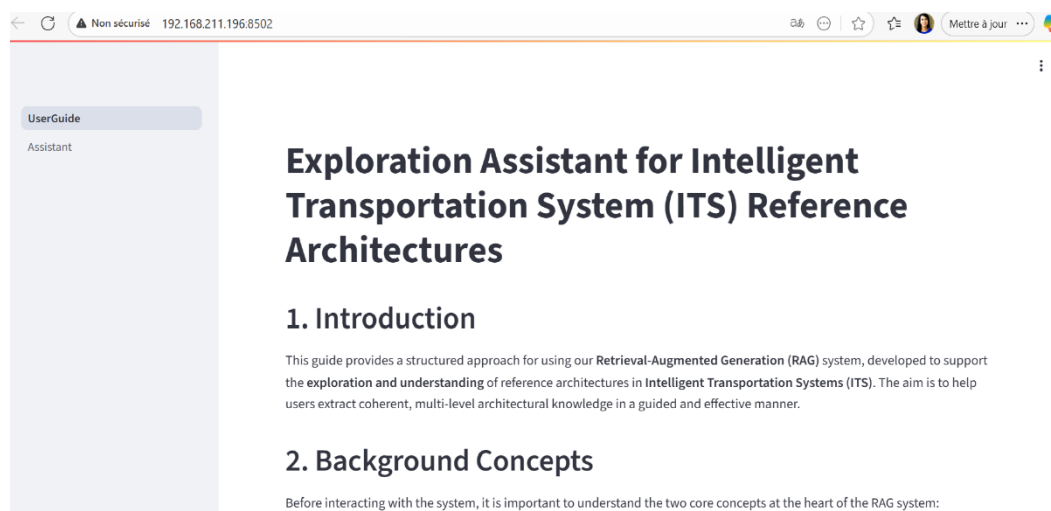 Non sécurisé 192.168.211.196:8502
Mettre à jour
UserGuide
Assistant
Exploration Assistant for Intelligent
Transportation System (ITS) Reference
Architectures
1. Introduction
This guide provides a structured approach for using our Retrieval-Augmented Generation (RAG) system, developed to support
the exploration and understanding of reference architectures in Intelligent Transportation Systems (ITS). The aim is to help
users extract coherent, multi-level architectural knowledge in a guided and effective manner.
2. Background Concepts
Before interacting with the system, it is important to understand the two core concepts at the heart of the RAG system: